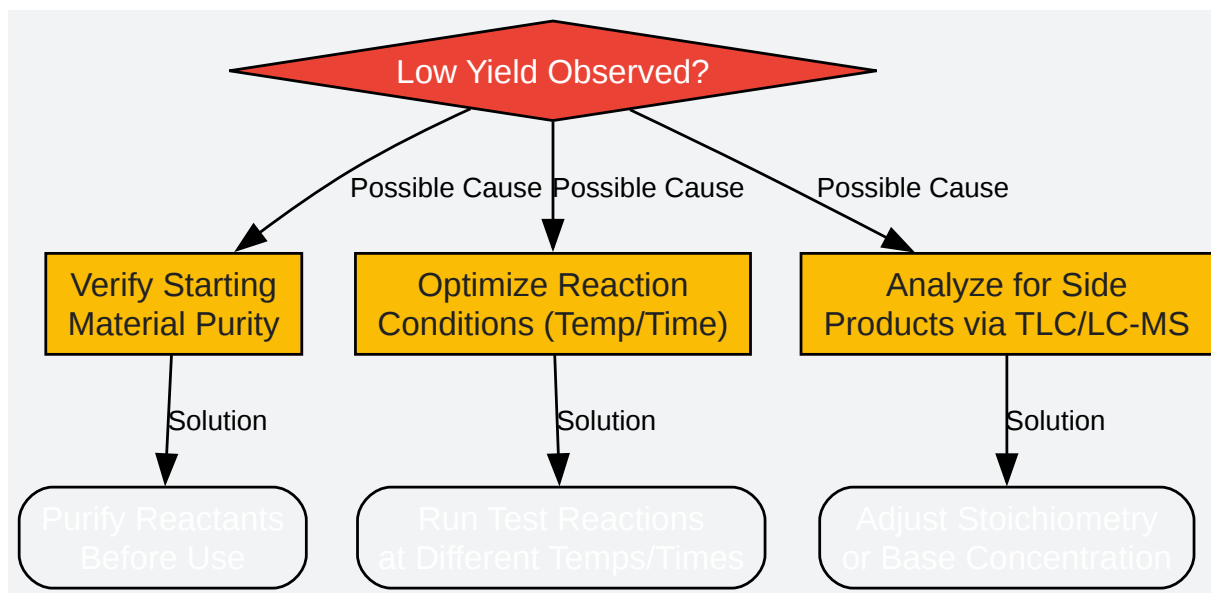 Low Yield Observed?
Possible Cause
Possible Cause
Possible Cause
Verify Starting
Material Purity
Optimize Reaction
Conditions (Temp/Time)
Analyze for Side
Products via TLC/LC-MS
Solution
Solution
Solution
Purify Reactants
Before Use
Run Test Reactions
at Different Temps/Times
Adjust Stoichiometry
or Base Concentration